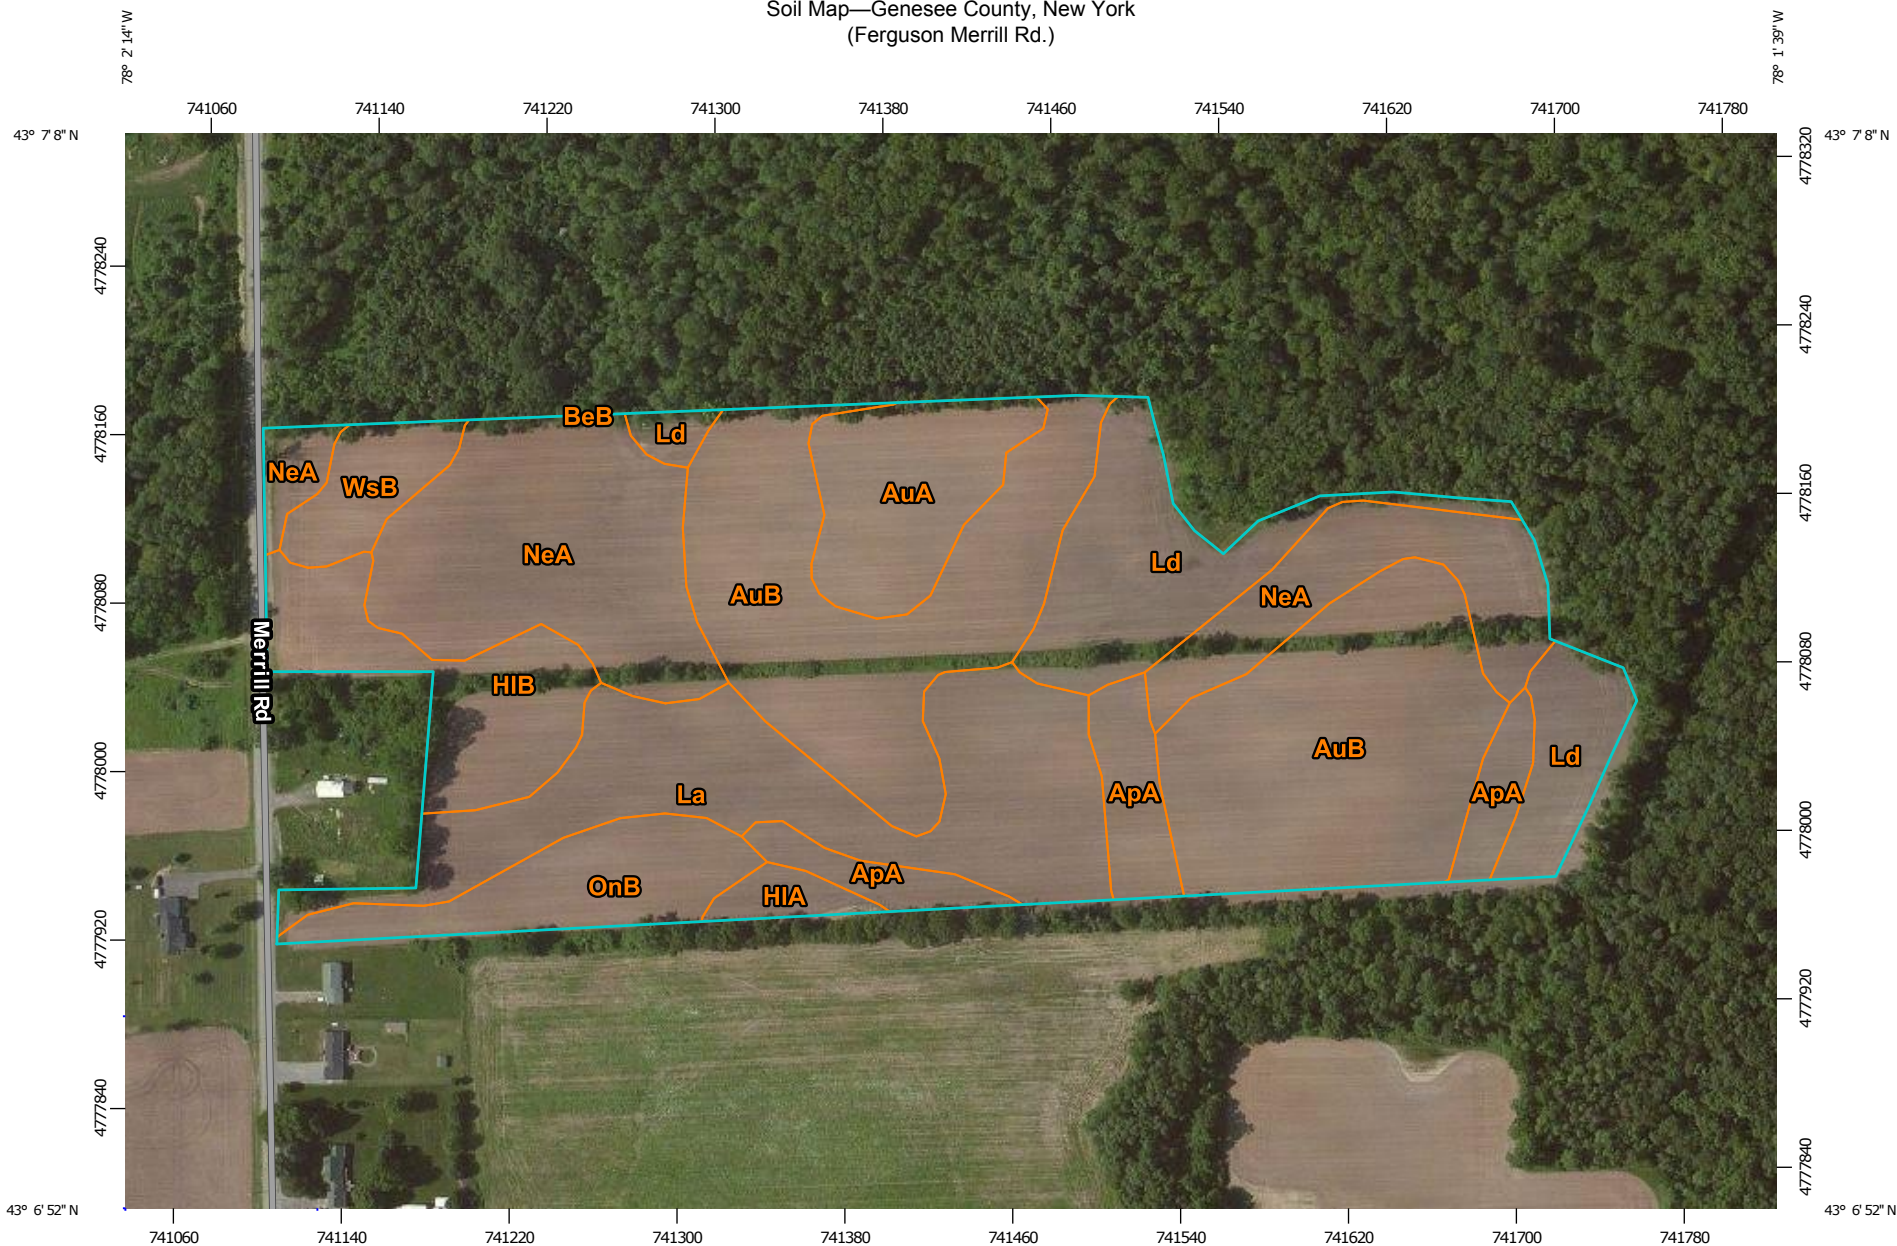 Soil Map—Genesee County, New York
(Ferguson Merrill Rd.)
78° 2' 14" W
78° 1' 39" W
741060 741140 741220 741300 741380 741460 741540 741620 741700 741780
43° 7' 8" N
43° 7' 8" N
4778320
4778240
4778240
4778160
4778160
4778080
4778080
4778000
4778000
4777920
4777920
4777840
4777840
BeB
Ld
NeA
WsB
AuA
NeA
Ld
AuB
NeA
Merrill Rd
HlB
AuB
Ld
La
ApA
ApA
ApA
OnB
HlA
43° 6' 52" N
43° 6' 52" N
741060 741140 741220 741300 741380 741460 741540 741620 741700 741780